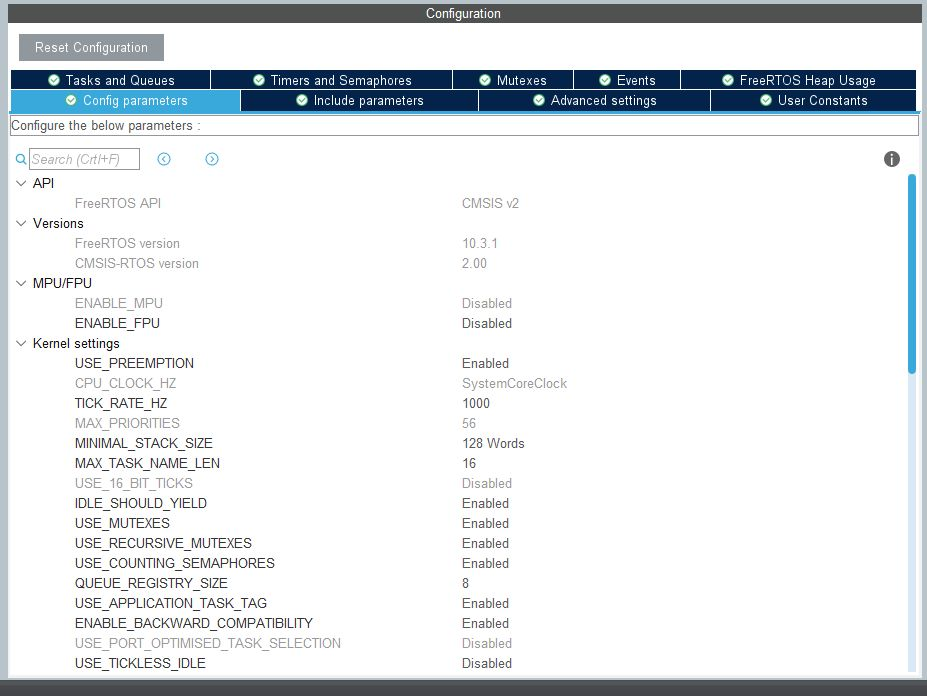 Configuration
Reset Configuration
Tasks and Queues Timers and Semaphores Mutexes Events FreeRTOS Heap Usage
Config parameters Include parameters Advanced settings User Constants
Configure the below parameters :
Search (Crtl+F)
API
FreeRTOS API CMSIS v2
Versions
FreeRTOS version 10.3.1
CMSIS-RTOS version 2.00
MPU/FPU
ENABLE_MPU Disabled
ENABLE_FPU Disabled
Kernel settings
USE_PREEMPTION Enabled
CPU_CLOCK_HZ SystemCoreClock
TICK_RATE_HZ 1000
MAX_PRIORITIES 56
MINIMAL_STACK_SIZE 128 Words
MAX_TASK_NAME_LEN 16
USE_16_BIT_TICKS Disabled
IDLE_SHOULD_YIELD Enabled
USE_MUTEXES Enabled
USE_RECURSIVE_MUTEXES Enabled
USE_COUNTING_SEMAPHORES Enabled
QUEUE_REGISTRY_SIZE 8
USE_APPLICATION_TASK_TAG Enabled
ENABLE_BACKWARD_COMPATIBILITY Enabled
USE_PORT_OPTIMISED_TASK_SELECTION Disabled
USE_TICKLESS_IDLE Disabled